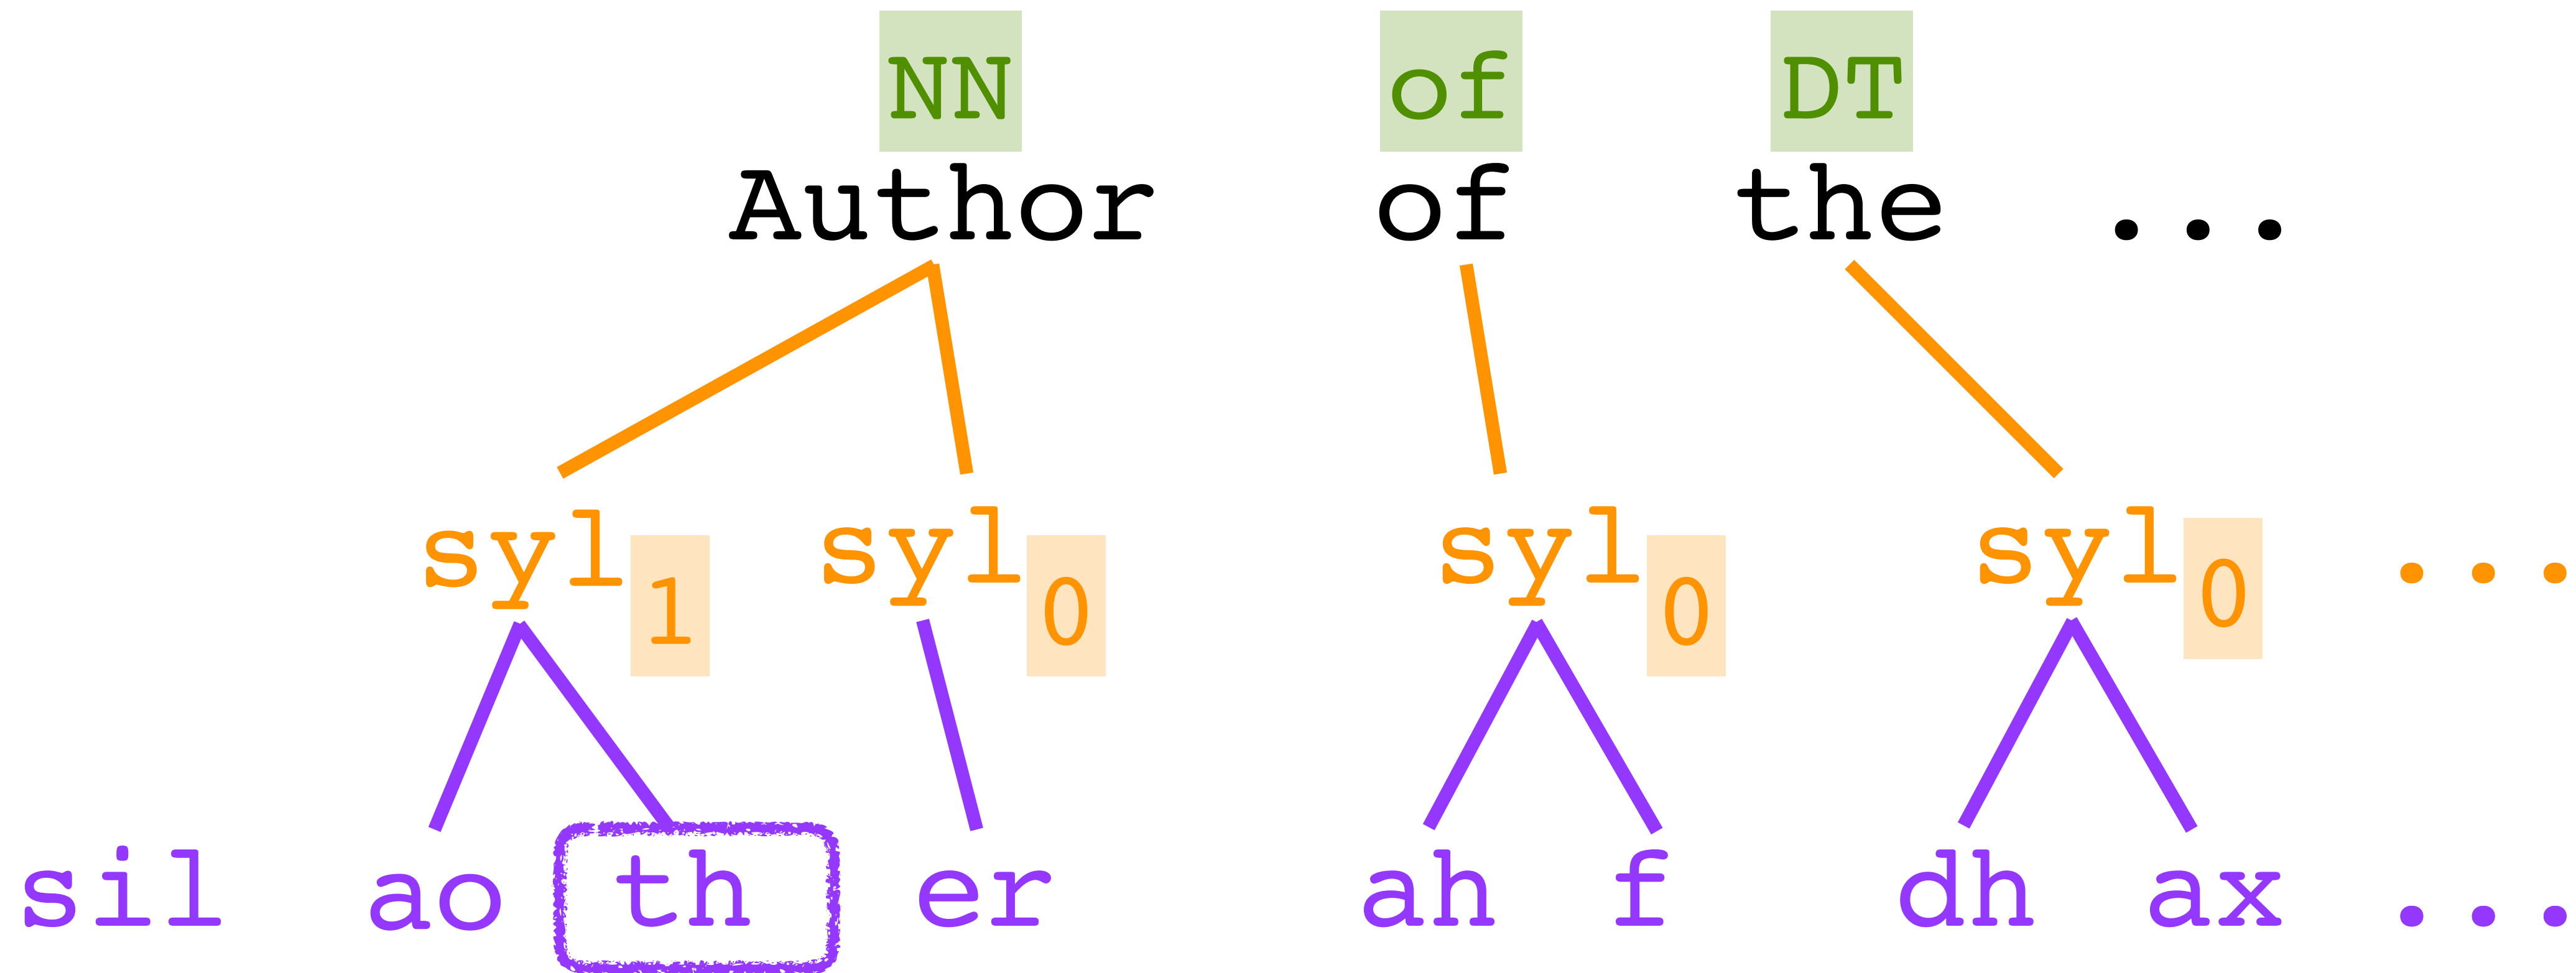 NN of DT
Author of the ...
syl1 syl0 syl0 syl0 ...
sil ao th er ah f dh ax ...